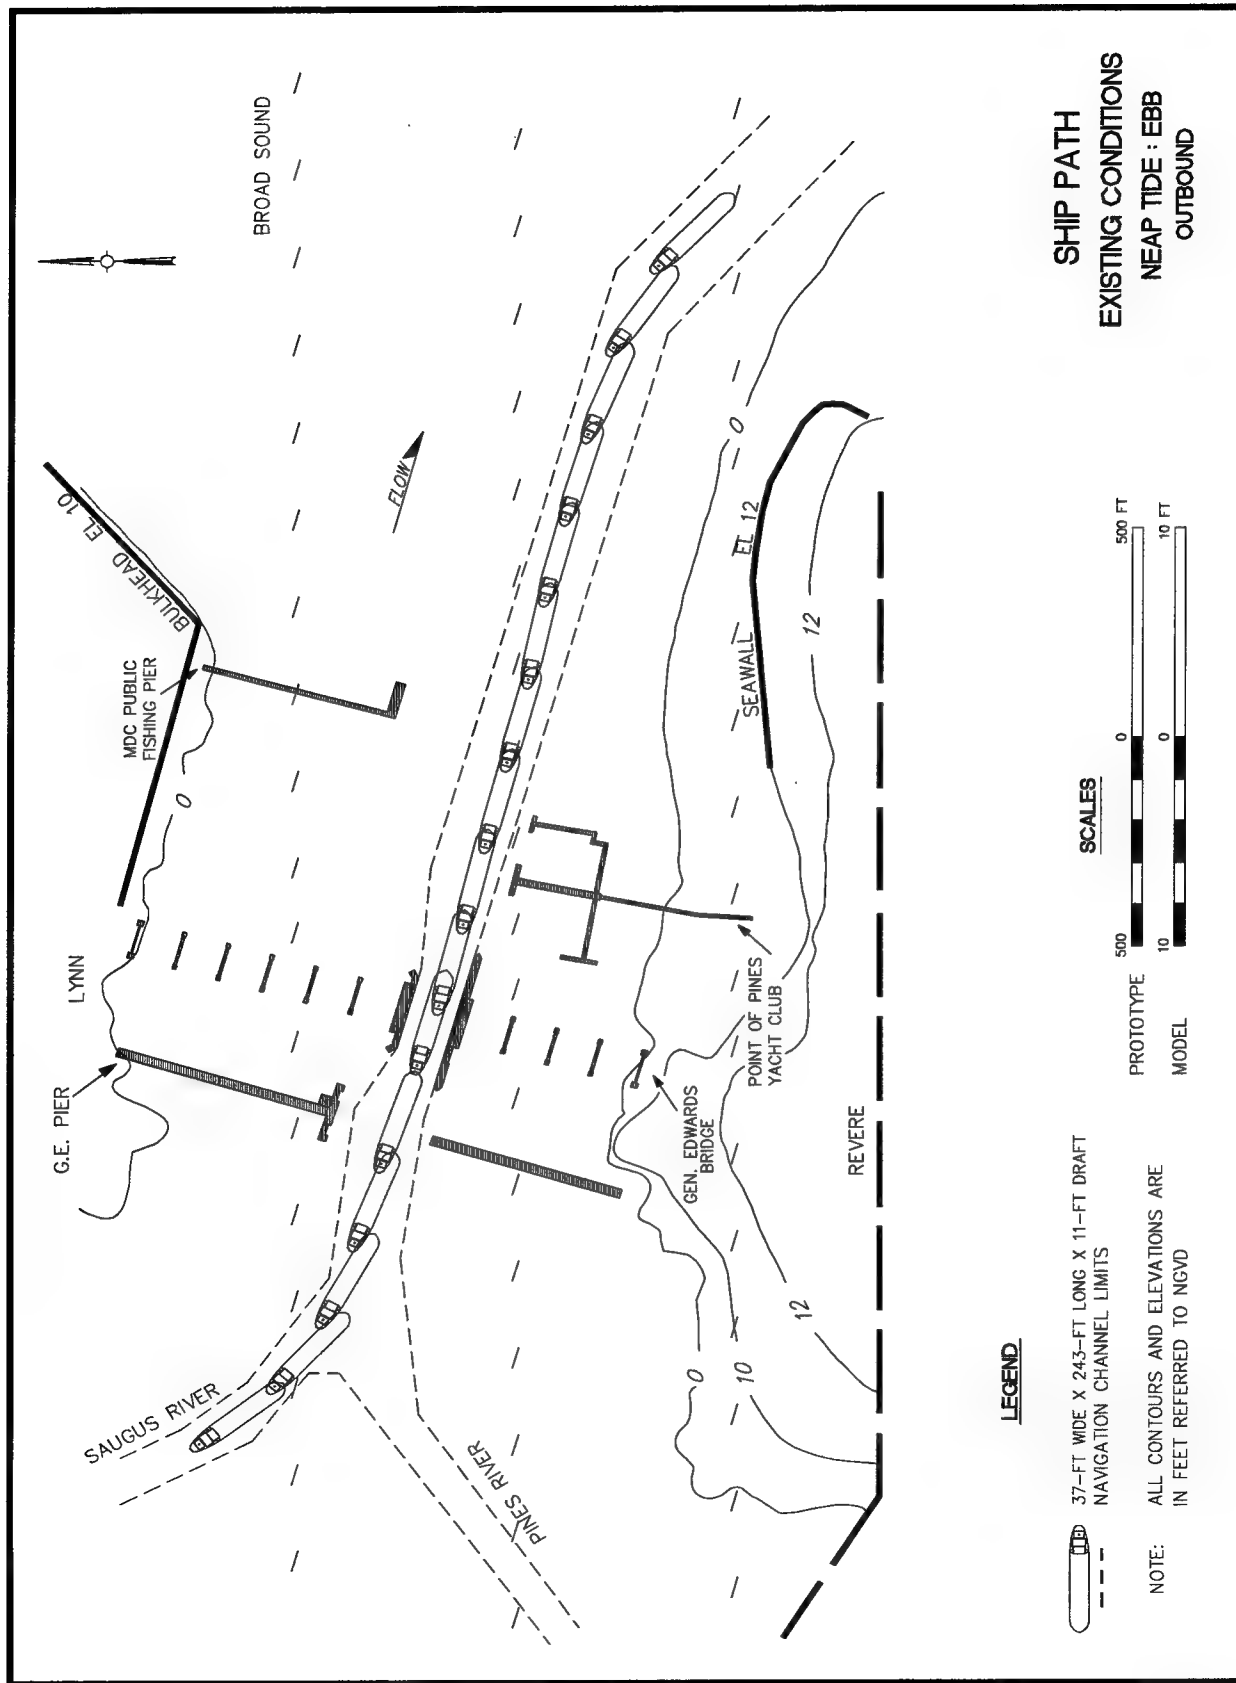 BROAD SOUND
BULKHEAD EL 10
MDC PUBLIC
FISHING PIER
FLOW
LYNN
0
G.E. PIER
SAUGUS RIVER
PINES RIVER
GEN. EDWARDS
BRIDGE
POINT OF PINES
YACHT CLUB
SEAWALL EL 12
0
12
0
10
12
REVERE
SHIP PATH
EXISTING CONDITIONS
NEAP TIDE : EBB
OUTBOUND
SCALES
PROTOTYPE 500 0 500 FT
MODEL 10 0 10 FT
LEGEND
37-FT WIDE X 243-FT LONG X 11-FT DRAFT
NAVIGATION CHANNEL LIMITS
NOTE: ALL CONTOURS AND ELEVATIONS ARE
IN FEET REFERRED TO NGVD